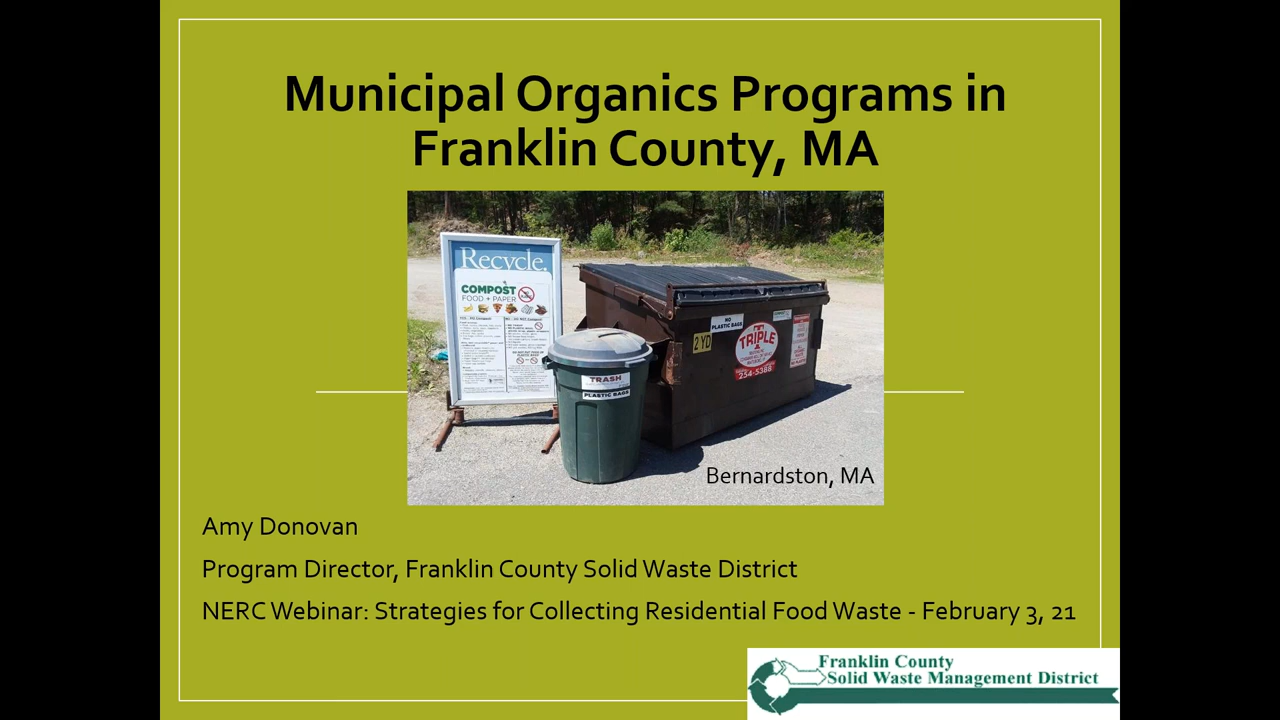 Municipal Organics Programs in
Franklin County, MA
Recycle.
COMPOST
FOOD + PAPER
NO
PLASTIC BAGS
2 YD
TRIPLE
254-5388
TRASH
PLASTIC BAGS
Bernardston, MA
Amy Donovan
Program Director, Franklin County Solid Waste District
NERC Webinar: Strategies for Collecting Residential Food Waste - February 3, 21
Franklin County
Solid Waste Management District